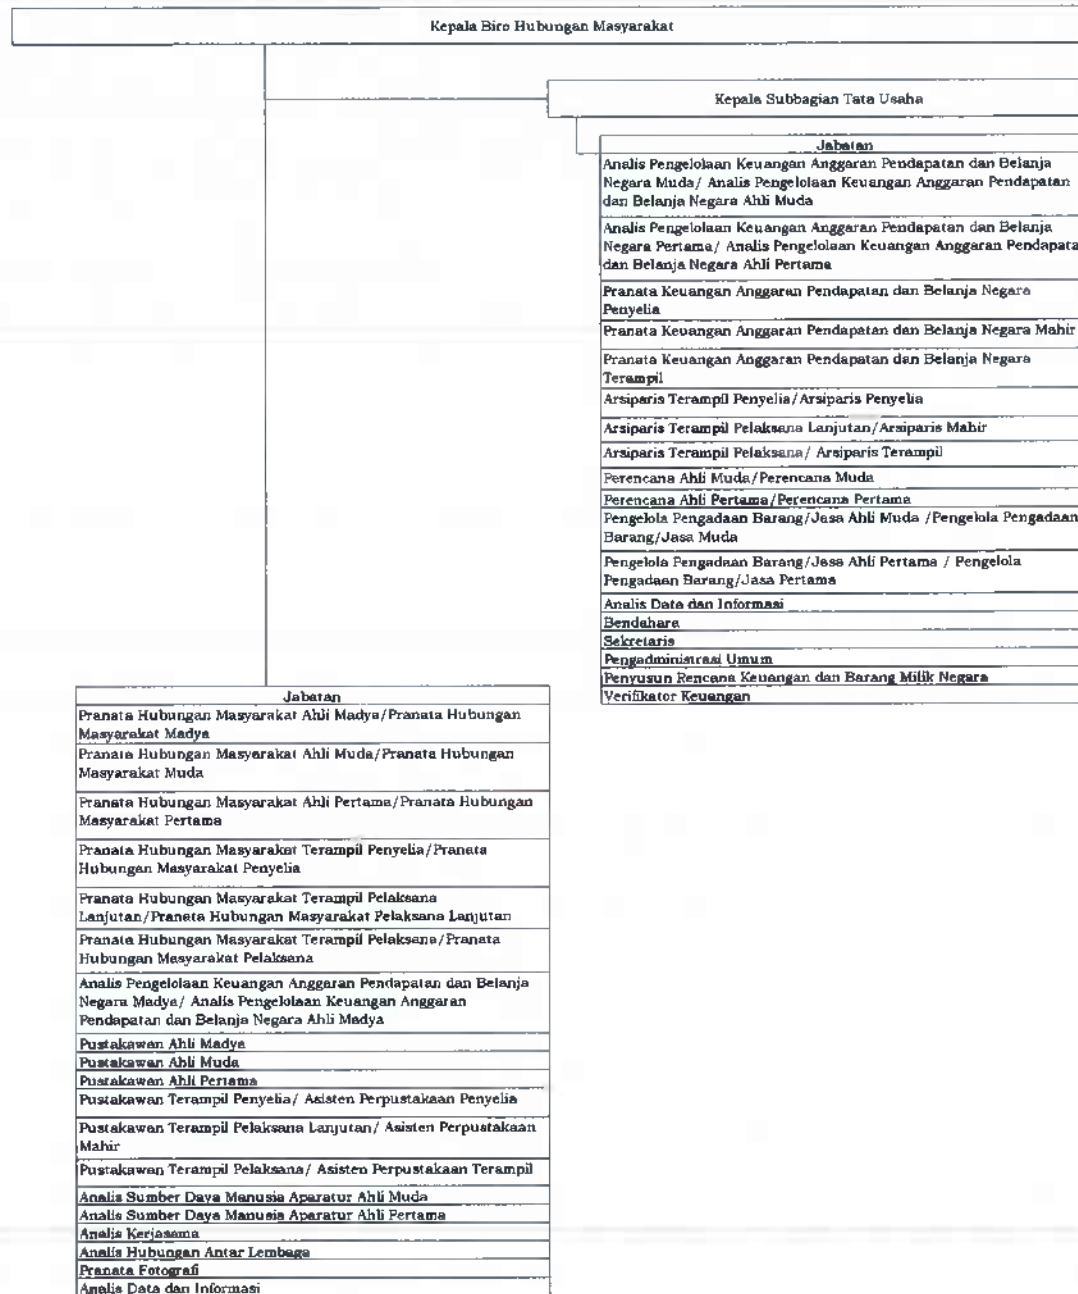 Kepala Biro Hubungan Masyarakat
Kepala Subbagian Tata Usaha
Jabatan
Analis Pengelolaan Keuangan Anggaran Pendapatan dan Belanja
Negara Muda/ Analis Pengelolaan Keuangan Anggaran Pendapatan
dan Belanja Negara Ahli Muda
Analis Pengelolaan Keuangan Anggaran Pendapatan dan Belanja
Negara Pertama/ Analis Pengelolaan Keuangan Anggaran Pendapata
dan Belanja Negara Ahli Pertama
Pranata Keuangan Anggaran Pendapatan dan Belanja Negara
Penyelia
Pranata Keuangan Anggaran Pendapatan dan Belanja Negara Mahir
Pranata Keuangan Anggaran Pendapatan dan Belanja Negara
Terampil
Arsiparis Terampil Penyelia/Arsiparis Penyelia
Arsiparis Terampil Pelaksana Lanjutan/Arsiparis Mahir
Arsiparis Terampil Pelaksana/ Arsiparis Terampil
Perencana Ahli Muda/Perencana Muda
Perencana Ahli Pertama/Perencana Pertama
Pengelola Pengadaan Barang/Jasa Ahli Muda /Pengelola Pengadaan
Barang/Jasa Muda
Pengelola Pengadaan Barang/Jasa Ahli Pertama / Pengelola
Pengadaan Barang/Jasa Pertama
Analis Data dan Informasi
Bendahara
Sekretaris
Pengadministrasi Umum
Penyusun Rencana Keuangan dan Barang Milik Negara
Verifikator Keuangan
Jabatan
Pranata Hubungan Masyarakat Ahli Madya/Pranata Hubungan
Masyarakat Madya
Pranata Hubungan Masyarakat Ahli Muda/Pranata Hubungan
Masyarakat Muda
Pranata Hubungan Masyarakat Ahli Pertama/Pranata Hubungan
Masyarakat Pertama
Pranata Hubungan Masyarakat Terampil Penyelia/Pranata
Hubungan Masyarakat Penyelia
Pranata Hubungan Masyarakat Terampil Pelaksana
Lanjutan/Pranata Hubungan Masyarakat Pelaksana Lanjutan
Pranata Hubungan Masyarakat Terampil Pelaksana/Pranata
Hubungan Masyarakat Pelaksana
Analis Pengelolaan Keuangan Anggaran Pendapatan dan Belanja
Negara Madya/ Analis Pengelolaan Keuangan Anggaran
Pendapatan dan Belanja Negara Ahli Madya
Pustakawan Ahli Madya
Pustakawan Ahli Muda
Pustakawan Ahli Pertama
Pustakawan Terampil Penyelia/ Asisten Perpustakaan Penyelia
Pustakawan Terampil Pelaksana Lanjutan/ Asisten Perpustakaan
Mahir
Pustakawan Terampil Pelaksana/ Asisten Perpustakaan Terampil
Analis Sumber Daya Manusia Aparatur Ahli Muda
Analis Sumber Daya Manusia Aparatur Ahli Pertama
Analis Kerjasama
Analis Hubungan Antar Lembaga
Pranata Fotografi
Analis Data dan Informasi